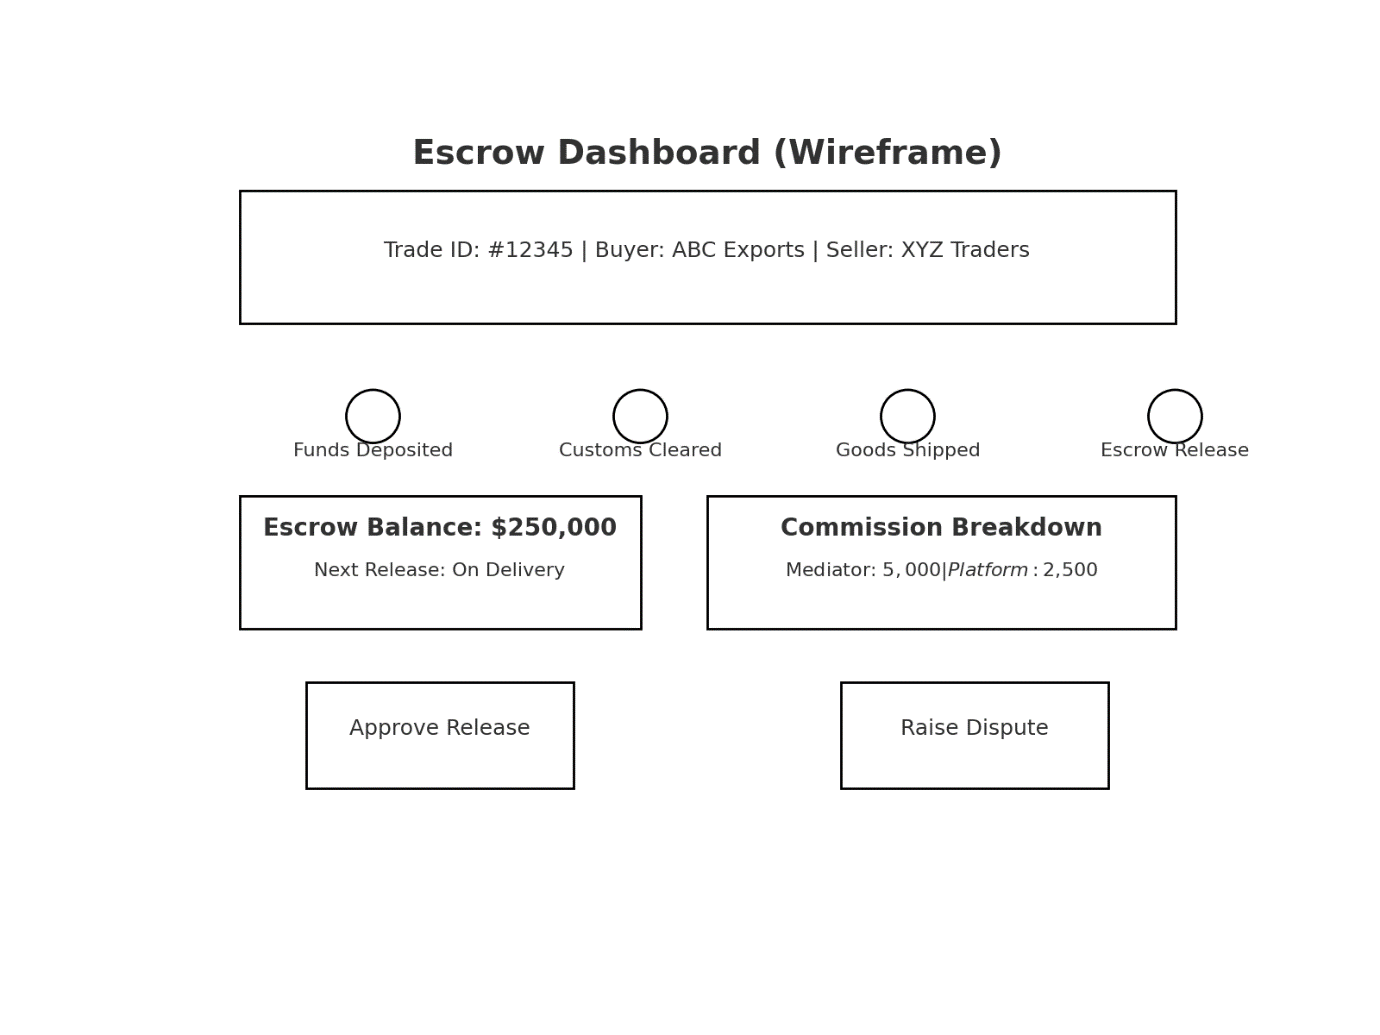 Escrow Dashboard (Wireframe)
Trade ID: #12345 | Buyer: ABC Exports | Seller: XYZ Traders
Funds Deposited
Customs Cleared
Goods Shipped
Escrow Release
Escrow Balance: $250,000
Next Release: On Delivery
Commission Breakdown
Mediator: 5,000|Platform:2,500
Approve Release
Raise Dispute